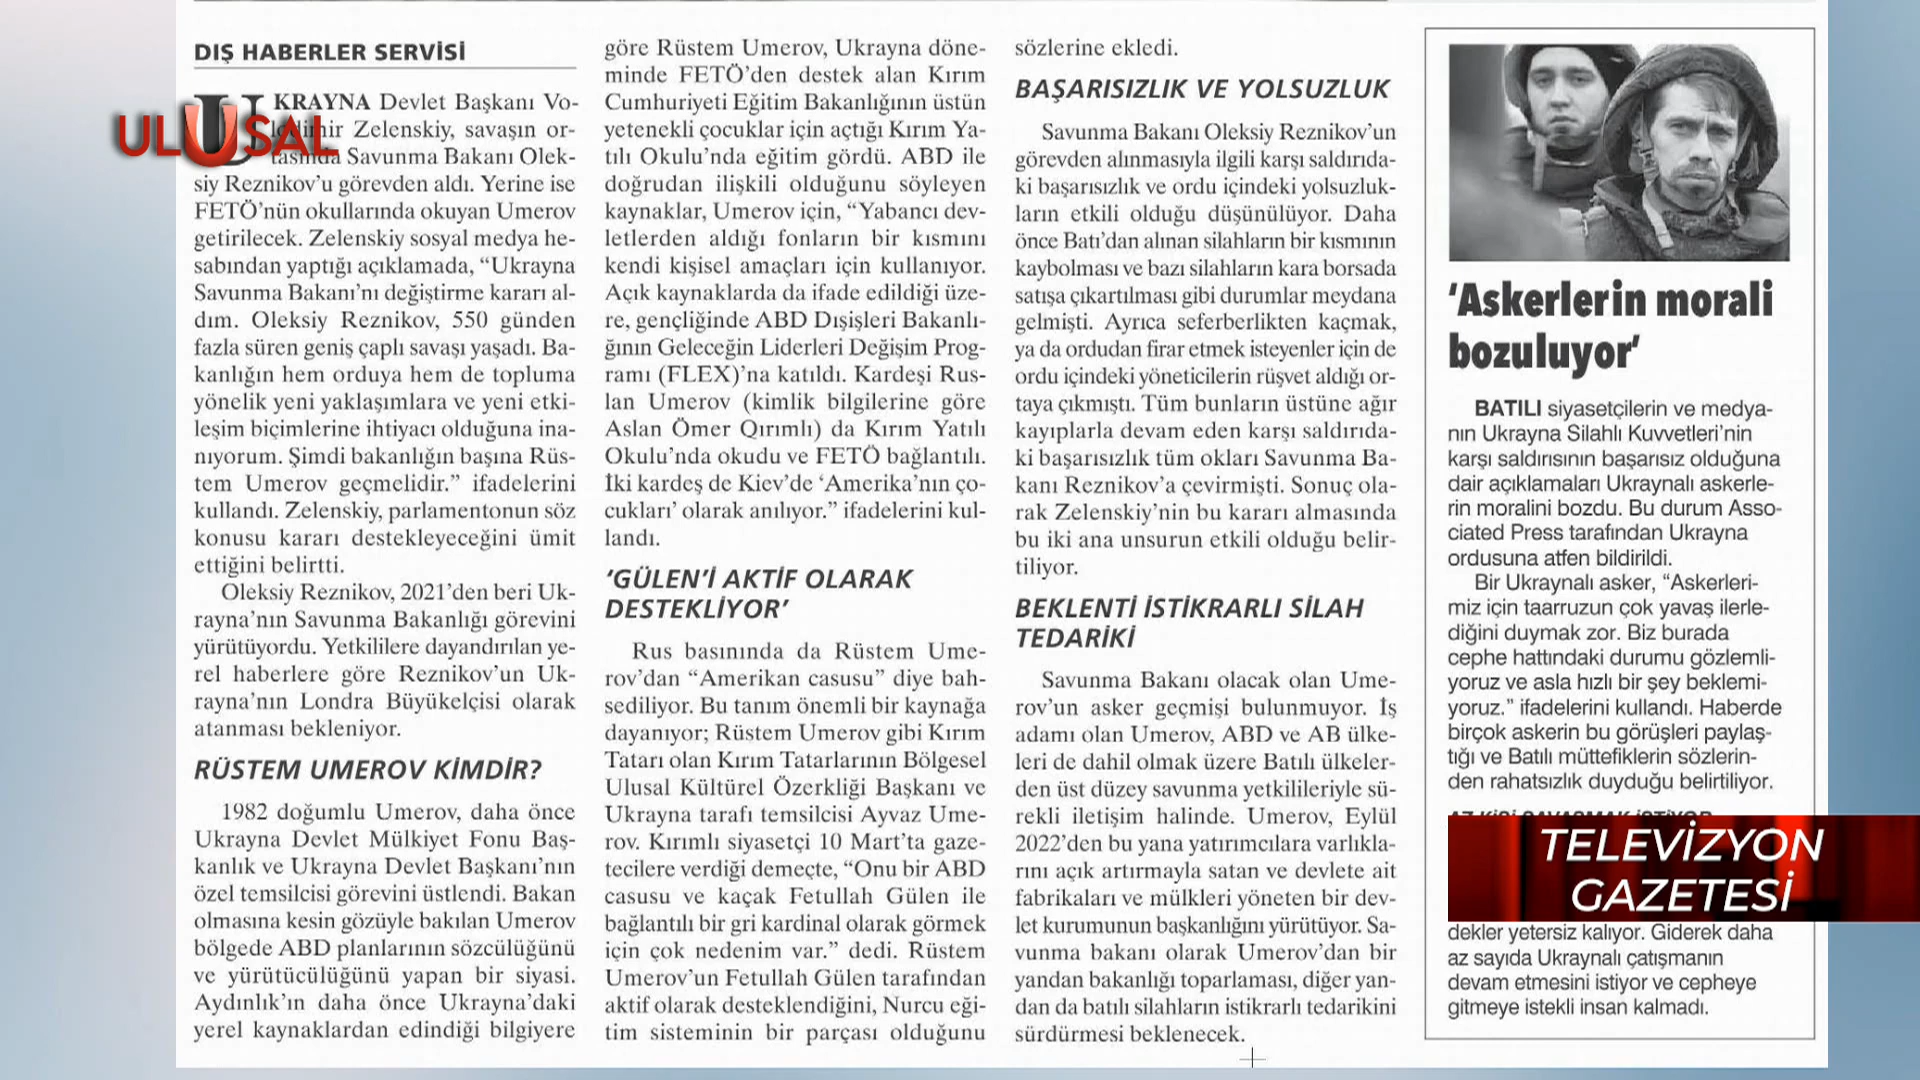 DIŞ HABERLER SERVİSİ
UKRAYNA Devlet Başkanı Vo-
Zelenskiy, savaşın or-
Savunma Bakanı Olek-
siy Reznikov’u görevden aldı. Yerine ise
FETÖ’nün okullarında okuyan Umerov
getirilecek. Zelenskiy sosyal medya he-
sabından yaptığı açıklamada, “Ukrayna
Savunma Bakanı’nı değiştirme kararı al-
dım. Oleksiy Reznikov, 550 günden
fazla süren geniş çaplı savaşı yaşadı. Ba-
kanlığın hem orduya hem de topluma
yönelik yeni yaklaşımlara ve yeni etki-
leşim biçimlerine ihtiyacı olduğuna ina-
nıyorum. Şimdi bakanlığın başına Rüs-
tem Umerov geçmelidir.” ifadelerini
kullandı. Zelenskiy, parlamentonun söz
konusu kararı destekleyeceğini ümit
ettiğini belirtti.
Oleksiy Reznikov, 2021’den beri Uk-
rayna’nın Savunma Bakanlığı görevini
yürütüyordu. Yetkililere dayandırılan ye-
rel haberlere göre Reznikov’un Uk-
rayna’nın Londra Büyükelçisi olarak
atanması bekleniyor.
RÜSTEM UMEROV KİMDİR?
1982 doğumlu Umerov, daha önce
Ukrayna Devlet Mülkiyet Fonu Baş-
kanlık ve Ukrayna Devlet Başkanı’nın
özel temsilcisi görevini üstlendi. Bakan
olmasına kesin gözüyle bakılan Umerov
bölgede ABD planlarının sözcülüğünü
ve yürütücülüğünü yapan bir siyasi.
Aydınlık’ın daha önce Ukrayna’daki
yerel kaynaklardan edindiği bilgiyere
göre Rüstem Umerov, Ukrayna döne-
minde FETÖ’den destek alan Kırım
Cumhuriyeti Eğitim Bakanlığının üstün
yetenekli çocuklar için açtığı Kırım Ya-
tılı Okulu’nda eğitim gördü. ABD ile
doğrudan ilişkili olduğunu söyleyen
kaynaklar, Umerov için, “Yabancı dev-
letlerden aldığı fonların bir kısmını
kendi kişisel amaçları için kullanıyor.
Açık kaynaklarda da ifade edildiği üze-
re, gençliğinde ABD Dışişleri Bakanlı-
ğının Geleceğin Liderleri Değişim Prog-
ramı (FLEX)’na katıldı. Kardeşi Rus-
lan Umerov (kimlik bilgilerine göre
Aslan Ömer Qırımlı) da Kırım Yatılı
Okulu’nda okudu ve FETÖ bağlantılı.
İki kardeş de Kiev’de ‘Amerika’nın ço-
cukları’ olarak anılıyor.” ifadelerini kul-
landı.
‘GÜLEN’İ AKTİF OLARAK
DESTEKLİYOR’
Rus basınında da Rüstem Ume-
rov’dan “Amerikan casusu” diye bah-
sediliyor. Bu tanım önemli bir kaynağa
dayanıyor; Rüstem Umerov gibi Kırım
Tatarı olan Kırım Tatarlarının Bölgesel
Ulusal Kültürel Özerkliği Başkanı ve
Ukrayna tarafı temsilcisi Ayvaz Ume-
rov. Kırımlı siyasetçi 10 Mart’ta gaze-
tecilere verdiği demeçte, “Onu bir ABD
casusu ve kaçak Fetullah Gülen ile
bağlantılı bir gri kardinal olarak görmek
için çok nedenim var.” dedi. Rüstem
Umerov’un Fetullah Gülen tarafından
aktif olarak desteklendiğini, Nurcu eği-
tim sisteminin bir parçası olduğunu
sözlerine ekledi.
BAŞARISIZLIK VE YOLSUZLUK
Savunma Bakanı Oleksiy Reznikov’un
görevden alınmasıyla ilgili karşı saldırıda-
ki başarısızlık ve ordu içindeki yolsuzluk-
ların etkili olduğu düşünülüyor. Daha
önce Batı’dan alınan silahların bir kısmının
kaybolması ve bazı silahların kara borsada
satışa çıkartılması gibi durumlar meydana
gelmişti. Ayrıca seferberlikten kaçmak,
ya da ordudan firar etmek isteyenler için de
ordu içindeki yöneticilerin rüşvet aldığı or-
taya çıkmıştı. Tüm bunların üstüne ağır
kayıplarla devam eden karşı saldırıda-
ki başarısızlık tüm okları Savunma Ba-
kanı Reznikov’a çevirmişti. Sonuç ola-
rak Zelenskiy’nin bu kararı almasında
bu iki ana unsurun etkili olduğu belir-
tiliyor.
BEKLENTİ İSTİKRARLI SİLAH
TEDARİKİ
Savunma Bakanı olacak olan Ume-
rov’un asker geçmişi bulunmuyor. İş
adamı olan Umerov, ABD ve AB ülke-
leri de dahil olmak üzere Batılı ülkeler-
den üst düzey savunma yetkilileriyle sü-
rekli iletişim halinde. Umerov, Eylül
2022’den bu yana yatırımcılara varlıkla-
rını açık artırmayla satan ve devlete ait
fabrikaları ve mülkleri yöneten bir dev-
let kurumunun başkanlığını yürütüyor. Sa-
vunma bakanı olarak Umerov’dan bir
yandan bakanlığı toparlaması, diğer yan-
dan da batılı silahların istikrarlı tedarikini
sürdürmesi beklenecek.
‘Askerlerin morali
bozuluyor’
BATILI siyasetçilerin ve medya-
nın Ukrayna Silahlı Kuvvetleri’nin
karşı saldırısının başarısız olduğuna
dair açıklamaları Ukraynalı askerle-
rin moralini bozdu. Bu durum Asso-
ciated Press tarafından Ukrayna
ordusuna atfen bildirildi.
Bir Ukraynalı asker, “Askerleri-
miz için taarruzun çok yavaş ilerle-
diğini duymak zor. Biz burada
cephe hattındaki durumu gözlemli-
yoruz ve asla hızlı bir şey beklemi-
yoruz.” ifadelerini kullandı. Haberde
birçok askerin bu görüşleri paylaş-
tığı ve Batılı müttefiklerin sözlerin-
den rahatsızlık duyduğu belirtiliyor.
dekler yetersiz kalıyor. Giderek daha
az sayıda Ukraynalı çatışmanın
devam etmesini istiyor ve cepheye
gitmeye istekli insan kalmadı.
ULUSAL
TELEVİZYON
GAZETESİ